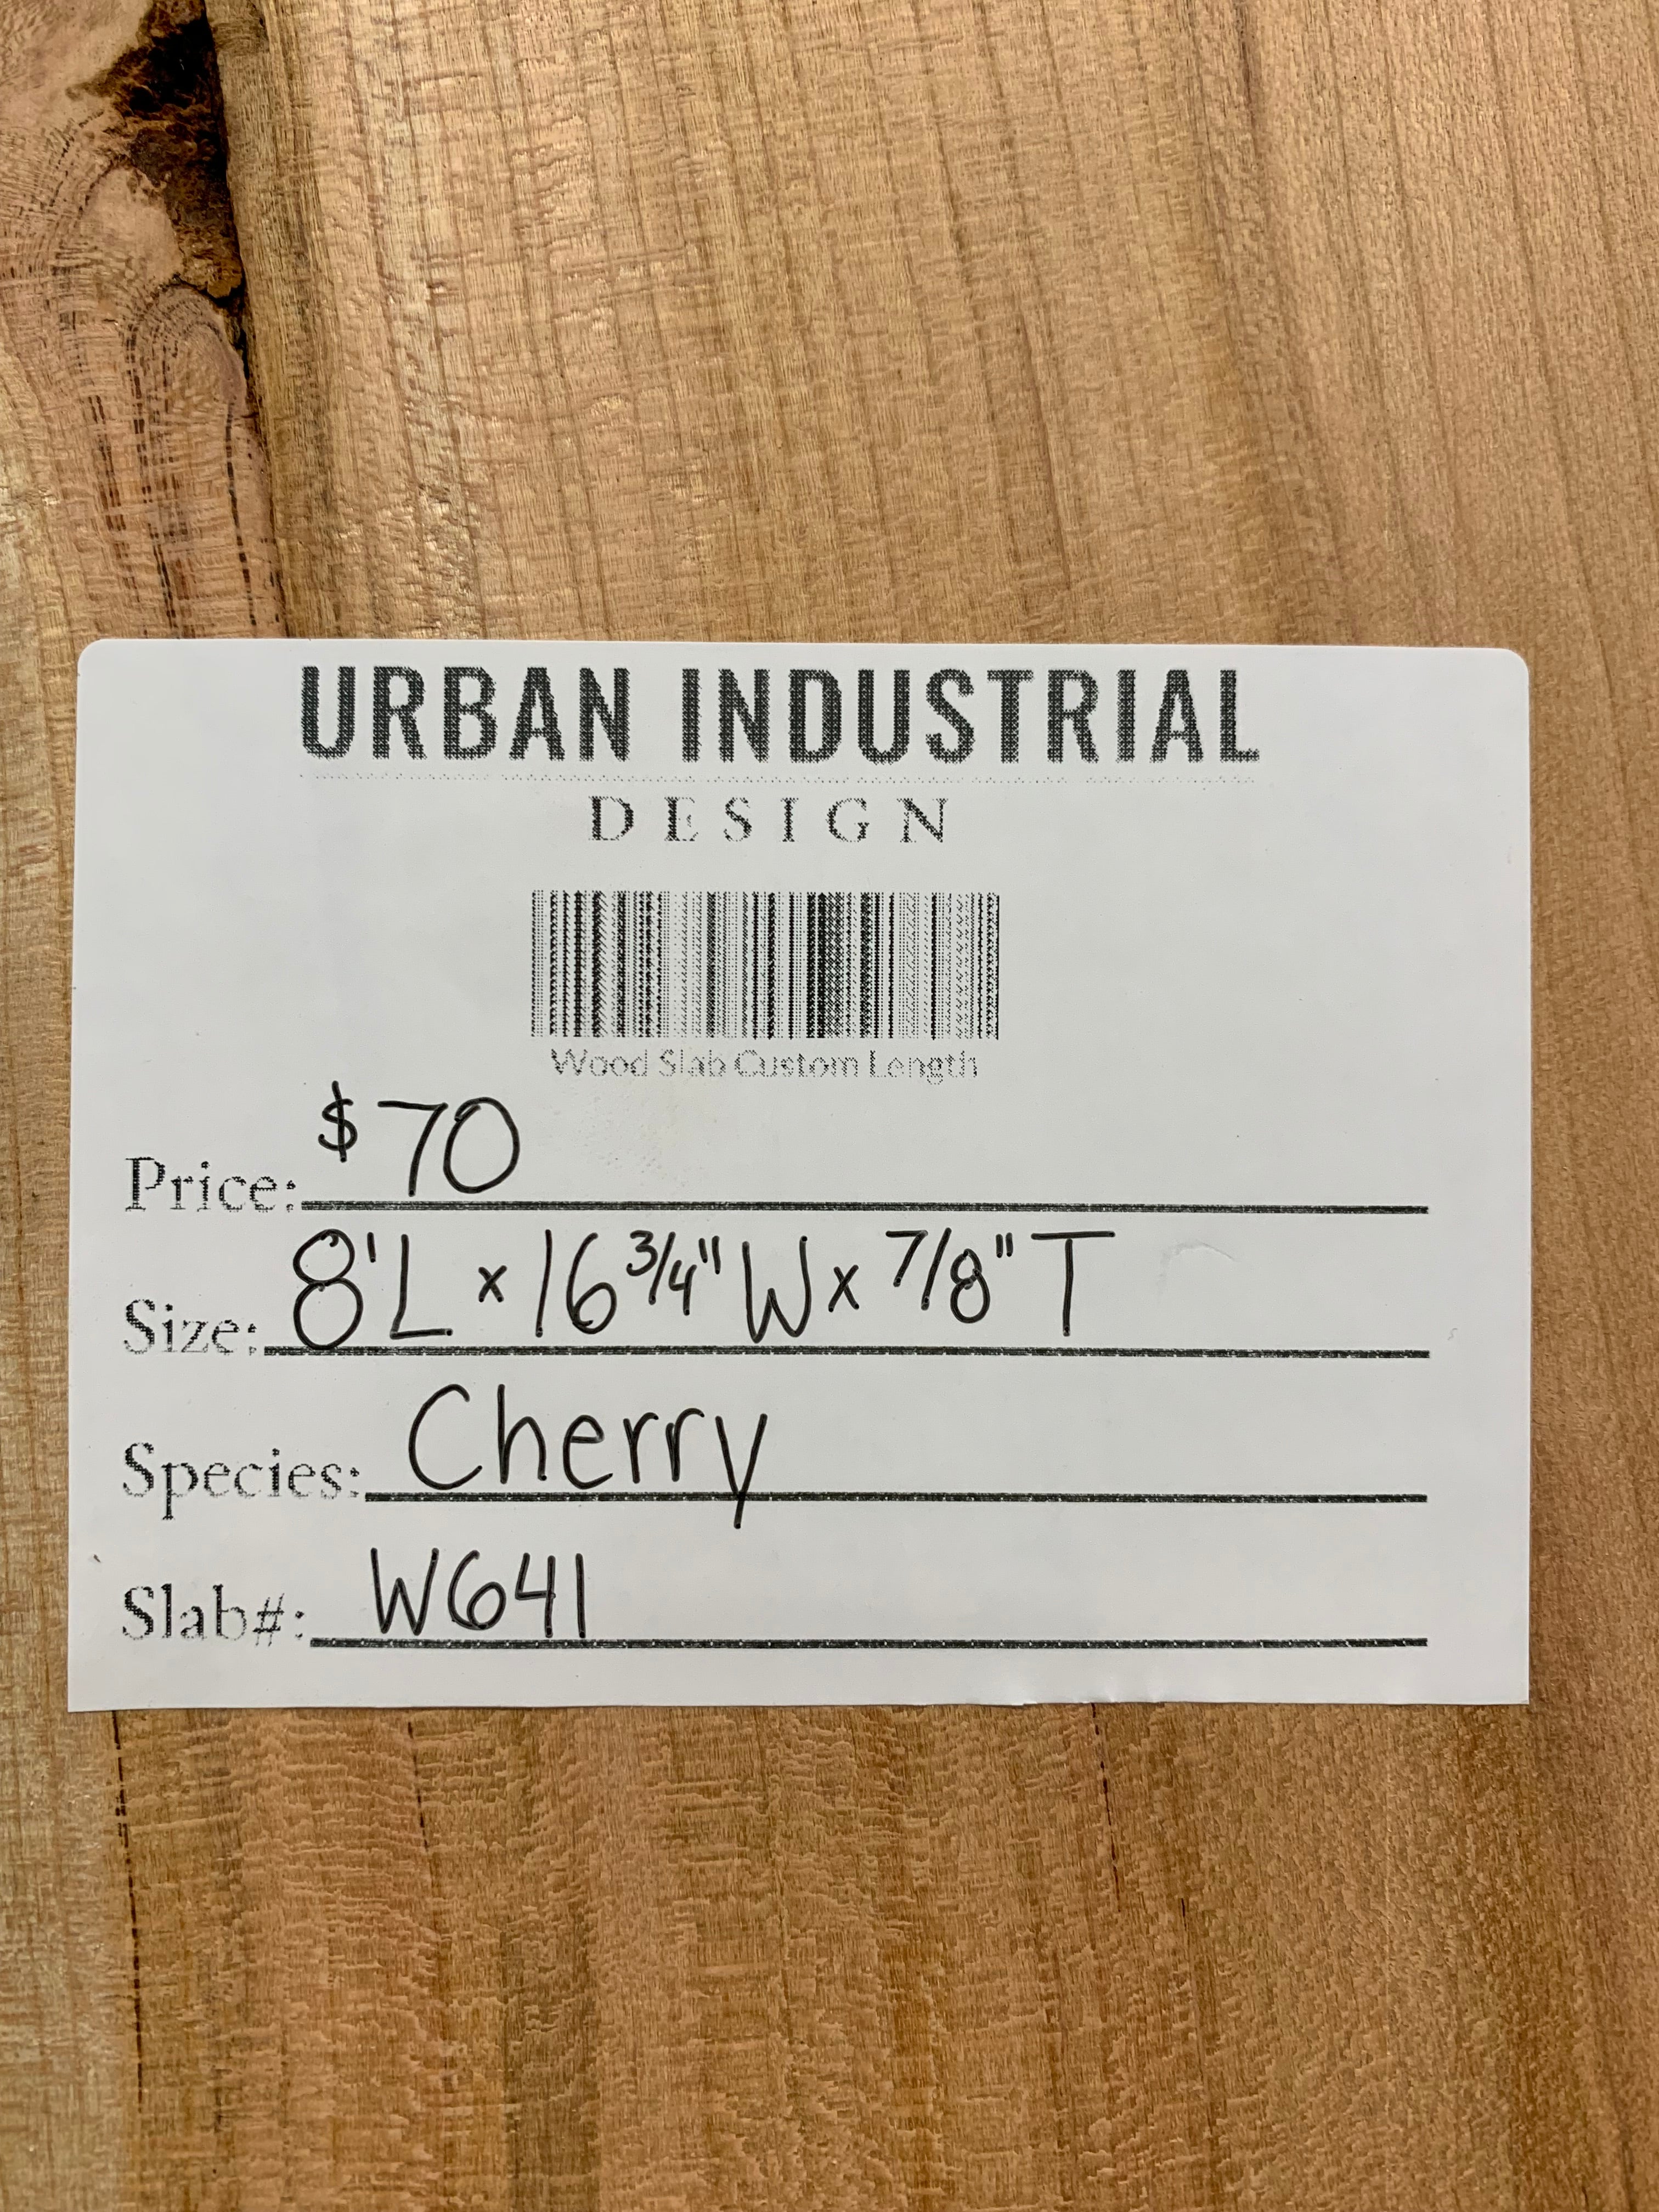 URBAN INDUSTRIAL
DESIGN
Wood Slab Custom Length
Price: $70
Size: 8'L x 16 3/4" W x 7/8" T
Species: Cherry
Slab#: W641